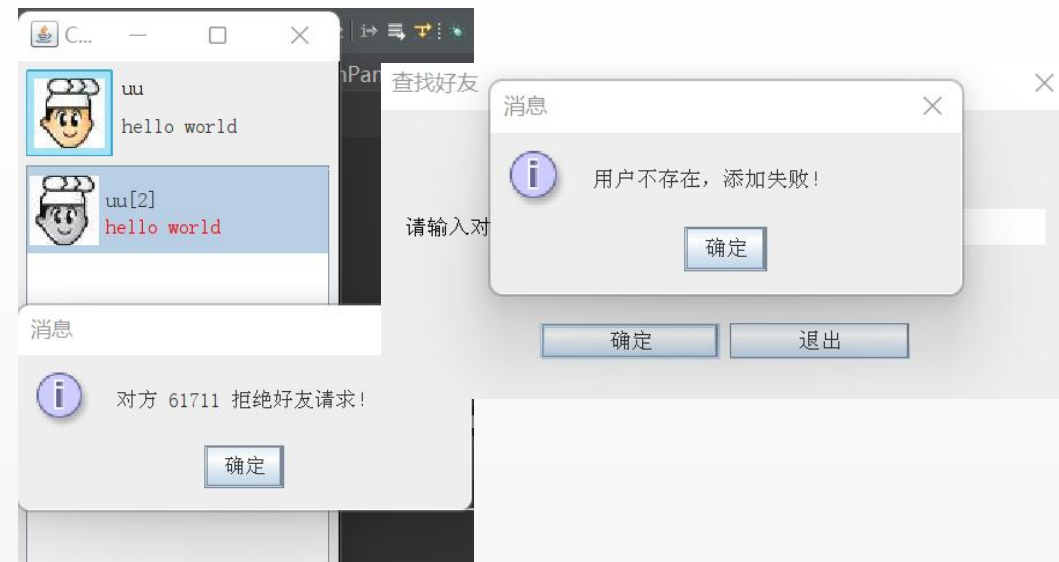 C...
uu
hello world
uu[2]
hello world
消息
对方 61711 拒绝好友请求!
确定
nPar
查找好友
消息
用户不存在，添加失败!
确定
请输入对
确定
退出